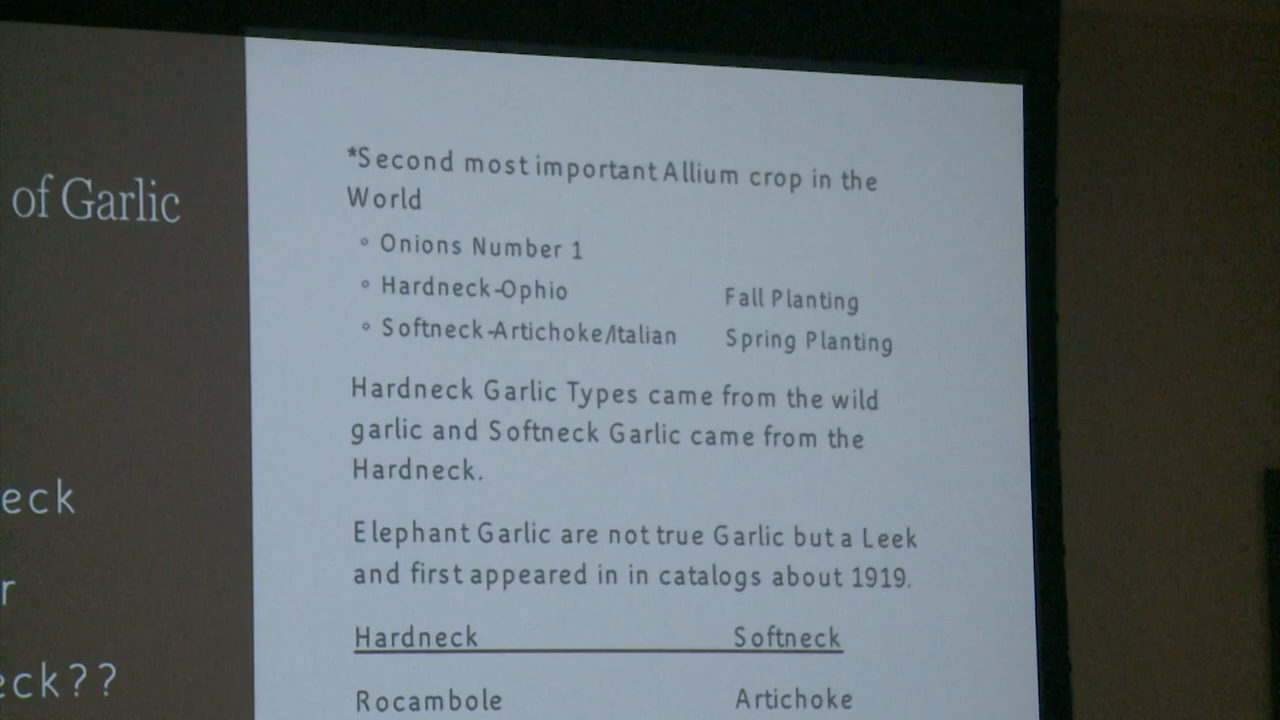 of Garlic
eck
r
eck??
*Second most important Allium crop in the
World
° Onions Number 1
° Hardneck-Ophio Fall Planting
° Softneck-Artichoke/Italian Spring Planting
Hardneck Garlic Types came from the wild
garlic and Softneck Garlic came from the
Hardneck.
Elephant Garlic are not true Garlic but a Leek
and first appeared in in catalogs about 1919.
Hardneck Softneck
Rocambole Artichoke